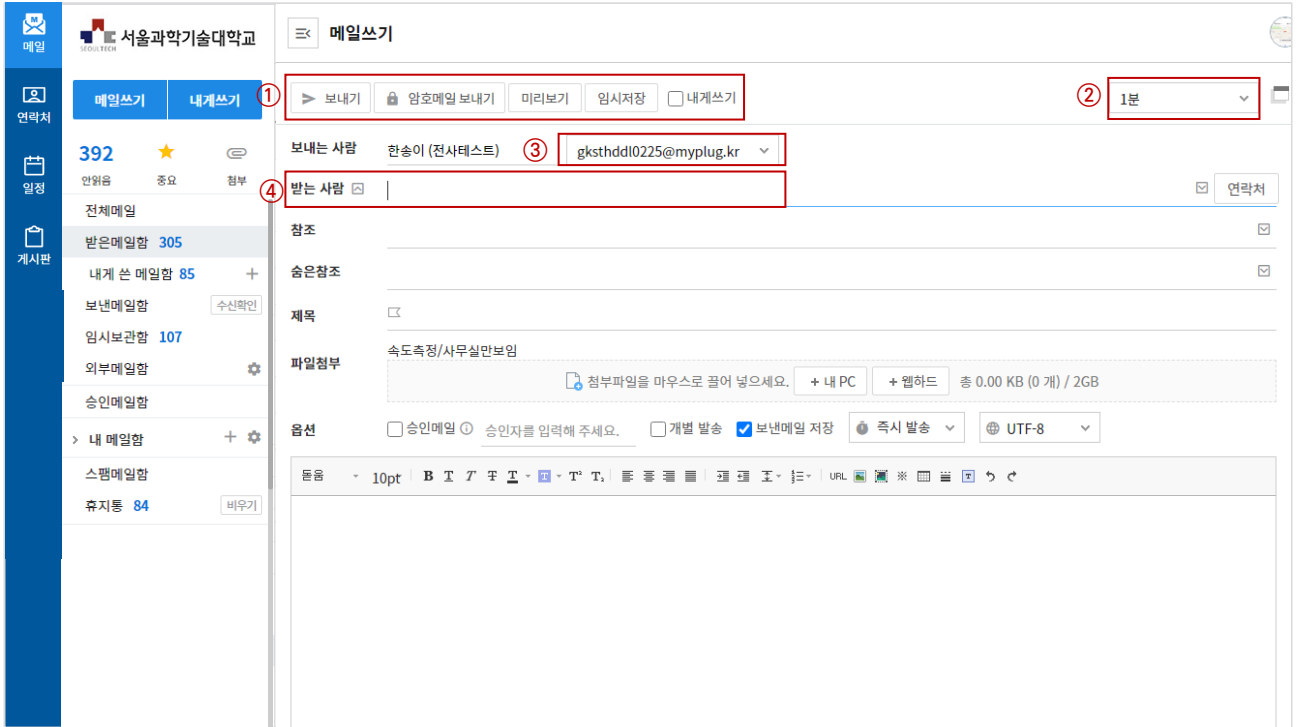 메일
연락처
일정
게시판
서울과학기술대학교
SEOULTECH
메일쓰기
내게쓰기
392
안읽음
중요
첨부
전체메일
받은메일함 305
내게 쓴 메일함 85
보낸메일함 수신확인
임시보관함 107
외부메일함
승인메일함
내 메일함
스팸메일함
휴지통 84 비우기
메일쓰기
① 보내기 암호메일 보내기 미리보기 임시저장 내게쓰기
② 1분
보내는 사람 한송이 (전사테스트) ③ gksthddl0225@myplug.kr
④ 받는 사람 연락처
참조
숨은참조
제목
파일첨부 속도측정/사무실만보임
첨부파일을 마우스로 끌어 넣으세요. + 내 PC + 웹하드 총 0.00 KB (0 개) / 2GB
옵션 승인메일 승인자를 입력해 주세요. 개별 발송 보낸메일 저장 즉시 발송 UTF-8
돋움 10pt B T T T T T T² T₂ URL T